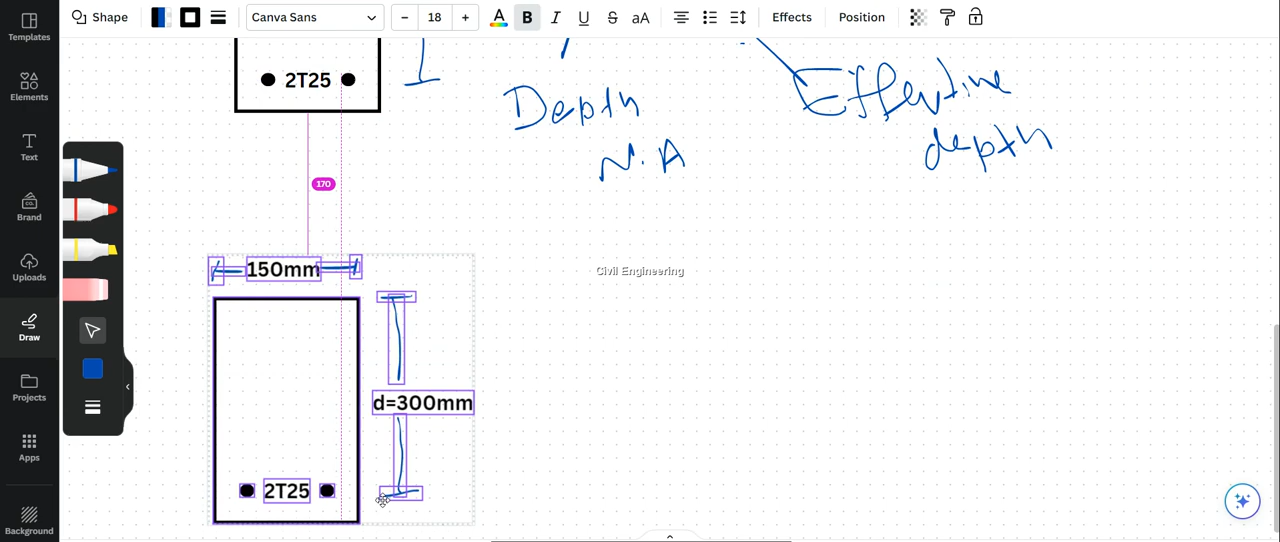 Shape
Canva Sans
– 18 +
A B I U S aA
Effects
Position
Templates
Elements
Text
Brand
Uploads
Draw
Projects
Apps
Background
2T25
Depth
N.A
Effective
depth
170
150mm
Civil Engineering
d=300mm
2T25